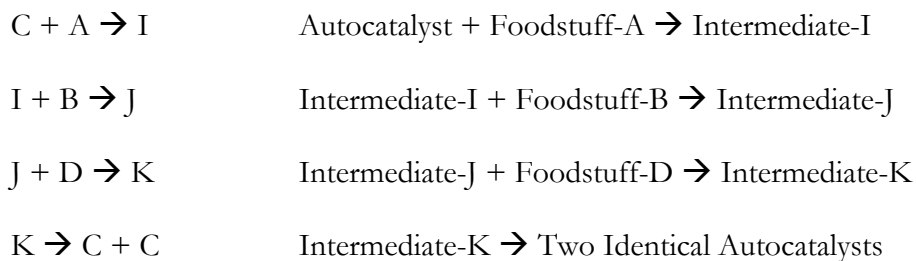 C + A → I Autocatalyst + Foodstuff-A → Intermediate-I
I + B → J Intermediate-I + Foodstuff-B → Intermediate-J
J + D → K Intermediate-J + Foodstuff-D → Intermediate-K
K → C + C Intermediate-K → Two Identical Autocatalysts